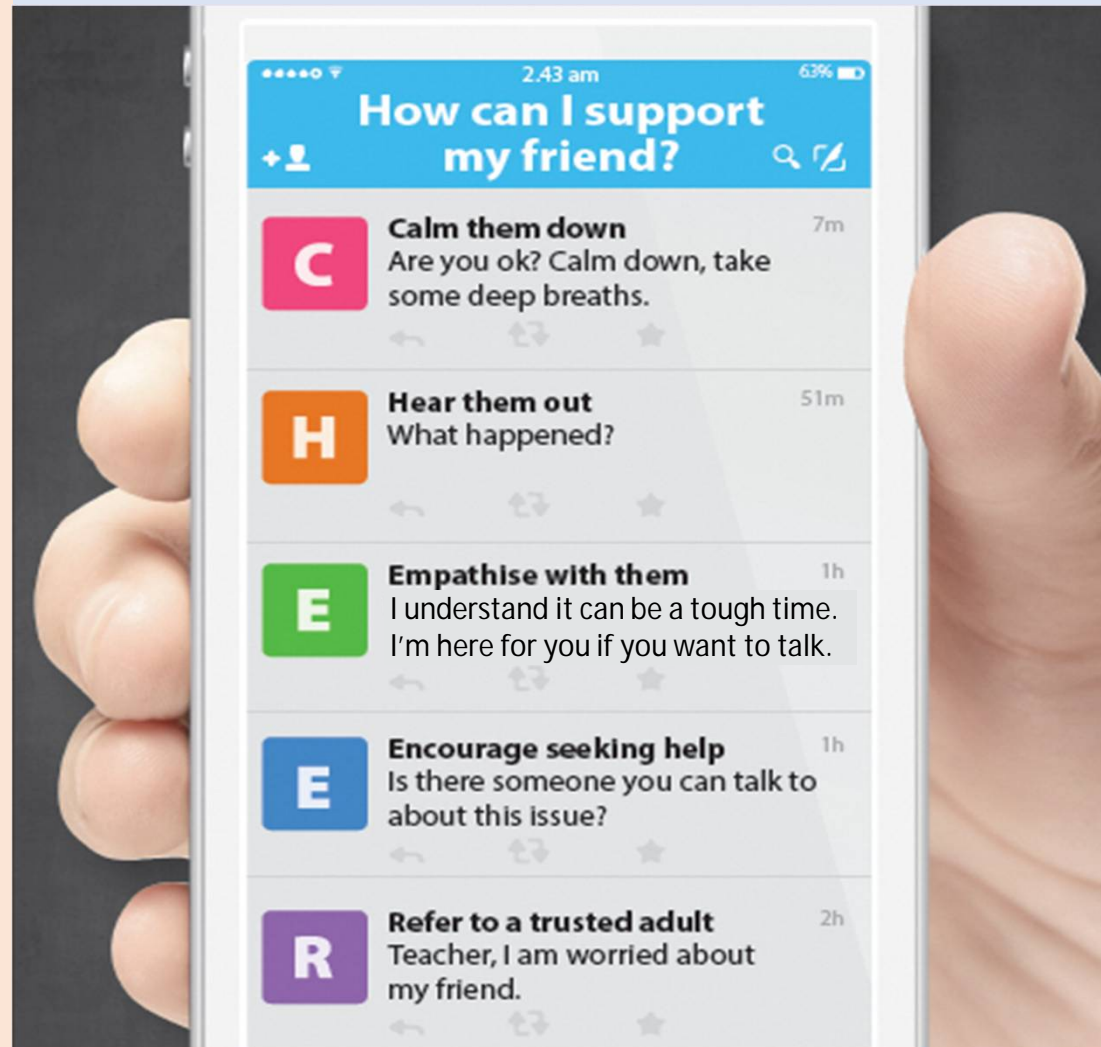 2.43 am
63%
How can I support
my friend?
C
Calm them down
7m
Are you ok? Calm down, take
some deep breaths.
H
Hear them out
51m
What happened?
E
Empathise with them
1h
I understand it can be a tough time.
I'm here for you if you want to talk.
E
Encourage seeking help
1h
Is there someone you can talk to
about this issue?
R
Refer to a trusted adult
2h
Teacher, I am worried about
my friend.